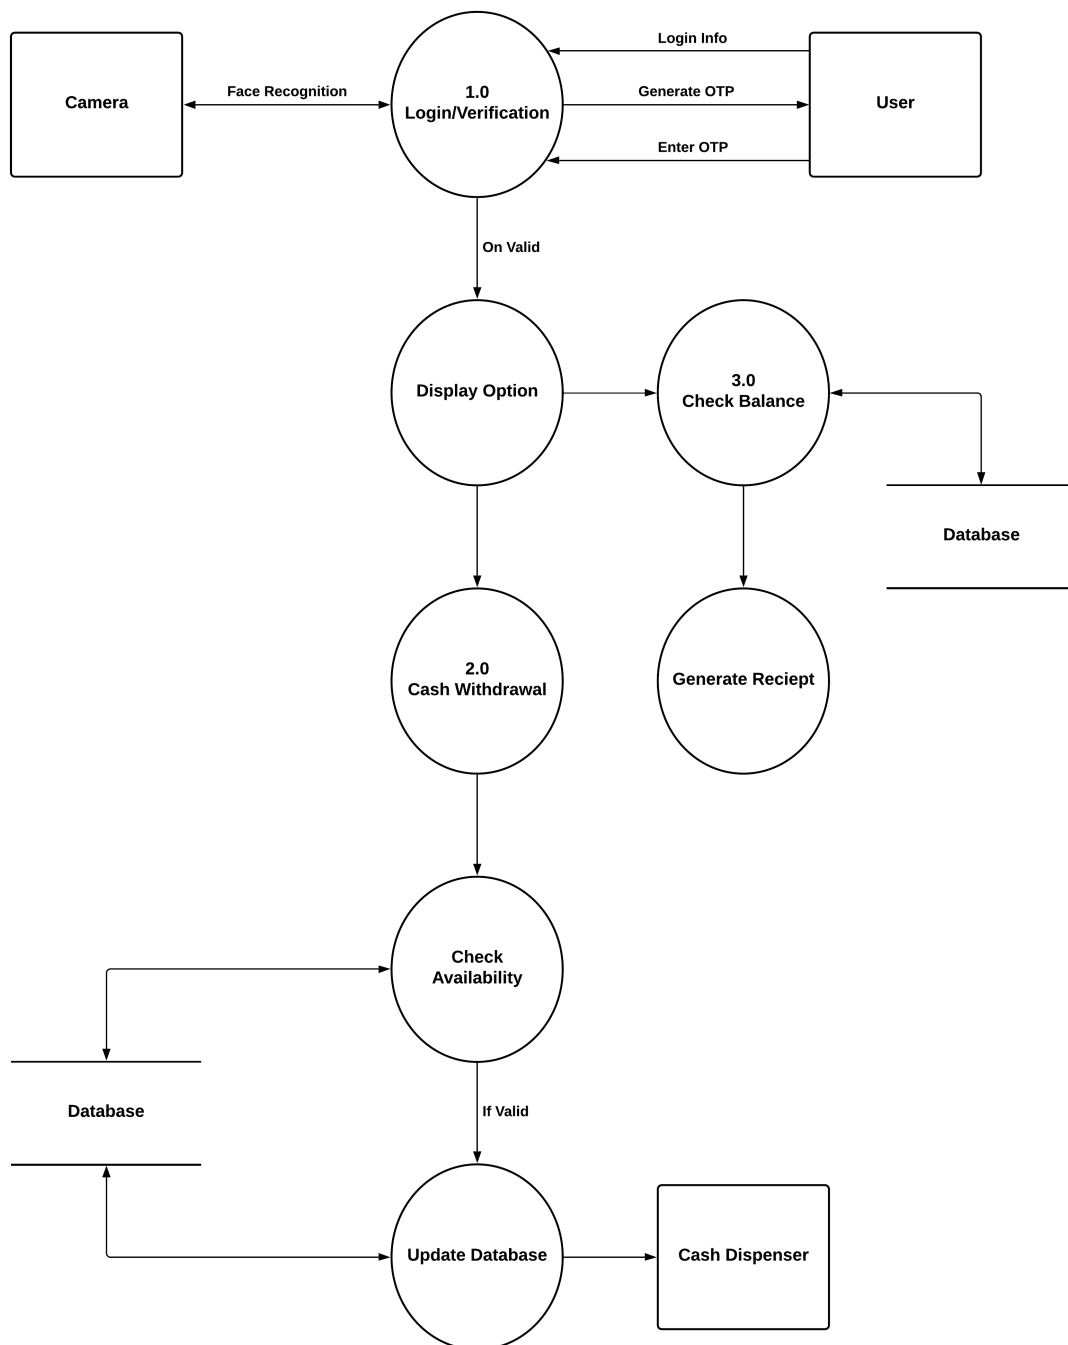 Login Info
Camera
Face Recognition
1.0
Login/Verification
Generate OTP
User
Enter OTP
On Valid
Display Option
3.0
Check Balance
Database
2.0
Cash Withdrawal
Generate Reciept
Check
Availability
Database
If Valid
Update Database
Cash Dispenser